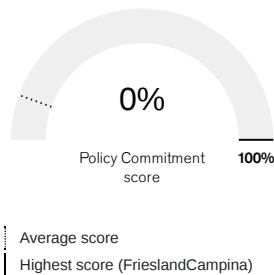 0%
Policy Commitment
score
100%
Average score
Highest score (FrieslandCampina)